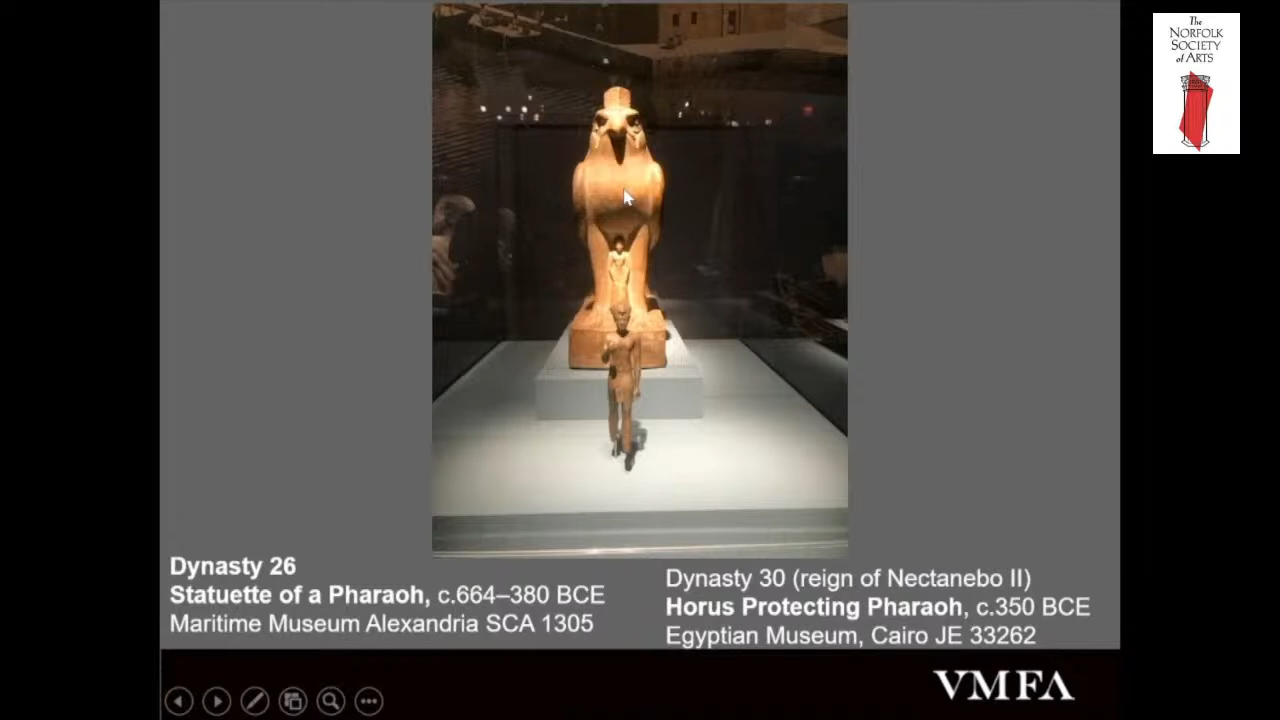 The
NORFOLK
SOCIETY
of ARTS
Dynasty 26
Statuette of a Pharaoh, c.664–380 BCE
Maritime Museum Alexandria SCA 1305
Dynasty 30 (reign of Nectanebo II)
Horus Protecting Pharaoh, c.350 BCE
Egyptian Museum, Cairo JE 33262
VMFA